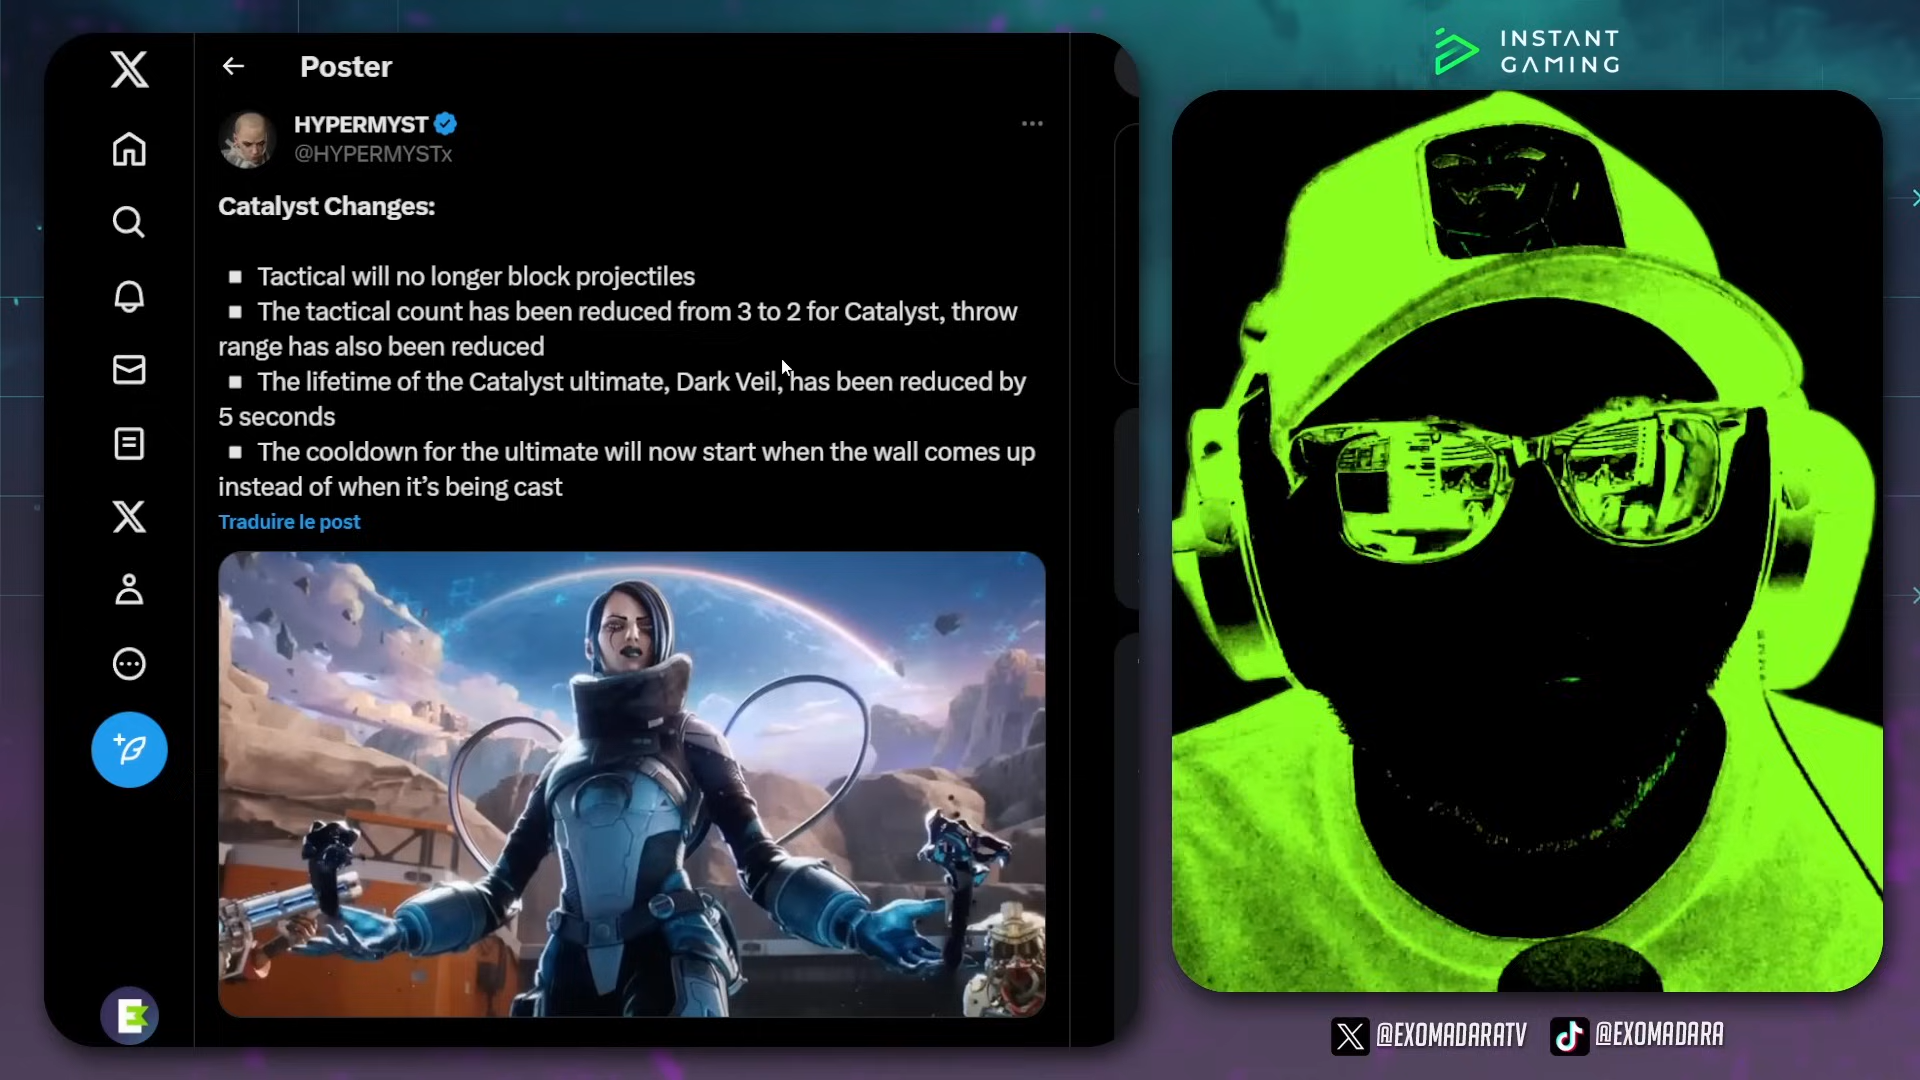 INSTANT
GAMING
Poster
HYPERMYST
@HYPERMYSTx
Catalyst Changes:
▪ Tactical will no longer block projectiles
▪ The tactical count has been reduced from 3 to 2 for Catalyst, throw
range has also been reduced
▪ The lifetime of the Catalyst ultimate, Dark Veil, has been reduced by
5 seconds
▪ The cooldown for the ultimate will now start when the wall comes up
instead of when it’s being cast
Traduire le post
@EXOMADARATV
@EXOMADARA